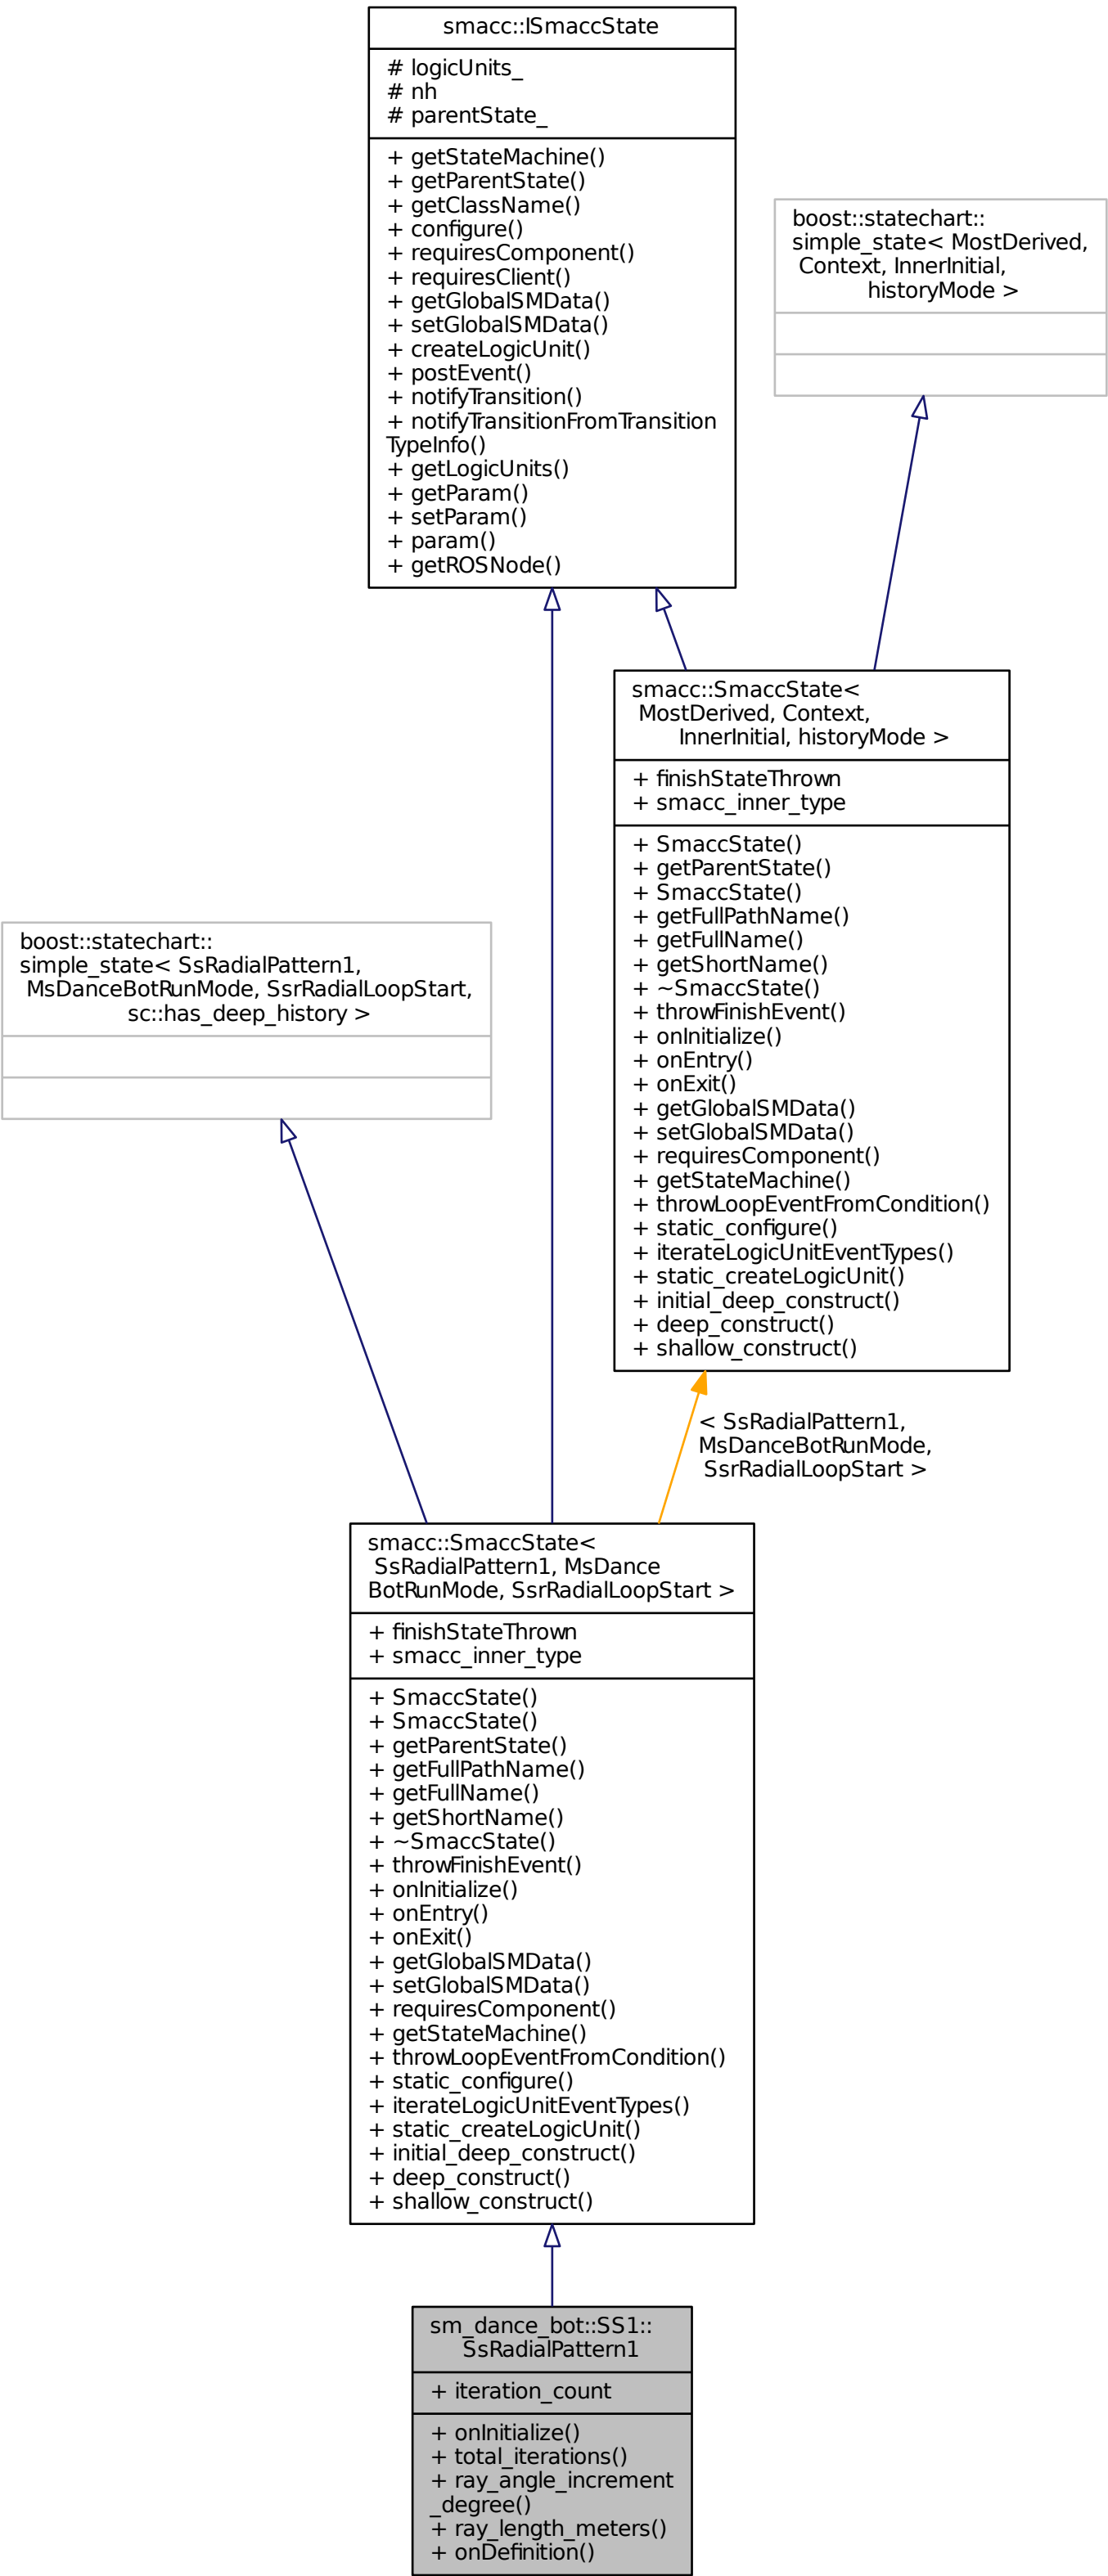 smacc::ISmaccState
# logicUnits_
# nh
# parentState_
+ getStateMachine()
+ getParentState()
+ getClassName()
+ configure()
+ requiresComponent()
+ requiresClient()
+ getGlobalSMData()
+ setGlobalSMData()
+ createLogicUnit()
+ postEvent()
+ notifyTransition()
+ notifyTransitionFromTransition
TypeInfo()
+ getLogicUnits()
+ getParam()
+ setParam()
+ param()
+ getROSNode()
boost::statechart::
simple_state< MostDerived,
Context, InnerInitial,
historyMode >
smacc::SmaccState<
MostDerived, Context,
InnerInitial, historyMode >
+ finishStateThrown
+ smacc_inner_type
+ SmaccState()
+ getParentState()
+ SmaccState()
+ getFullPathName()
+ getFullName()
+ getShortName()
+ ~SmaccState()
+ throwFinishEvent()
+ onInitialize()
+ onEntry()
+ onExit()
+ getGlobalSMData()
+ setGlobalSMData()
+ requiresComponent()
+ getStateMachine()
+ throwLoopEventFromCondition()
+ static_configure()
+ iterateLogicUnitEventTypes()
+ static_createLogicUnit()
+ initial_deep_construct()
+ deep_construct()
+ shallow_construct()
boost::statechart::
simple_state< SsRadialPattern1,
MsDanceBotRunMode, SsrRadialLoopStart,
sc::has_deep_history >
< SsRadialPattern1,
MsDanceBotRunMode,
SsrRadialLoopStart >
smacc::SmaccState<
SsRadialPattern1, MsDance
BotRunMode, SsrRadialLoopStart >
+ finishStateThrown
+ smacc_inner_type
+ SmaccState()
+ SmaccState()
+ getParentState()
+ getFullPathName()
+ getFullName()
+ getShortName()
+ ~SmaccState()
+ throwFinishEvent()
+ onInitialize()
+ onEntry()
+ onExit()
+ getGlobalSMData()
+ setGlobalSMData()
+ requiresComponent()
+ getStateMachine()
+ throwLoopEventFromCondition()
+ static_configure()
+ iterateLogicUnitEventTypes()
+ static_createLogicUnit()
+ initial_deep_construct()
+ deep_construct()
+ shallow_construct()
sm_dance_bot::SS1::
SsRadialPattern1
+ iteration_count
+ onInitialize()
+ total_iterations()
+ ray_angle_increment
_degree()
+ ray_length_meters()
+ onDefinition()